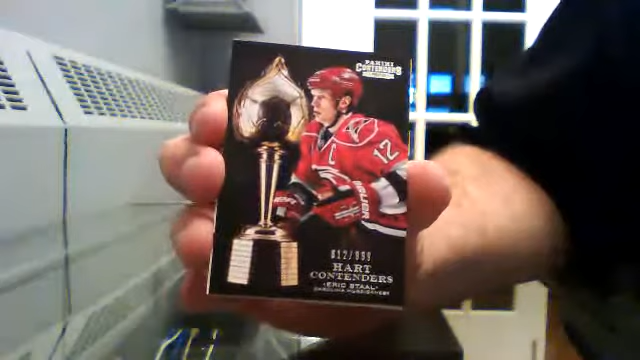 PANINI
CONTENDERS
C
12
012/999
HART
CONTENDERS
•ERIC STAAL•
CAROLINA HURRICANES